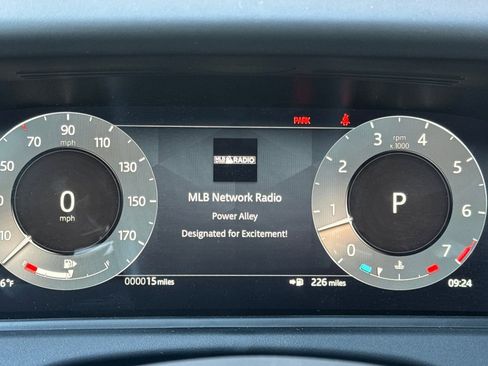 PARK
70 90 110 130 150 170
mph
50
30
10
0
mph
MLB RADIO
MLB Network Radio
Power Alley
Designated for Excitement!
0 1 2 3 4 5 6 7
rpm
x 1000
P
6°F
000015 miles
226 miles
09:24